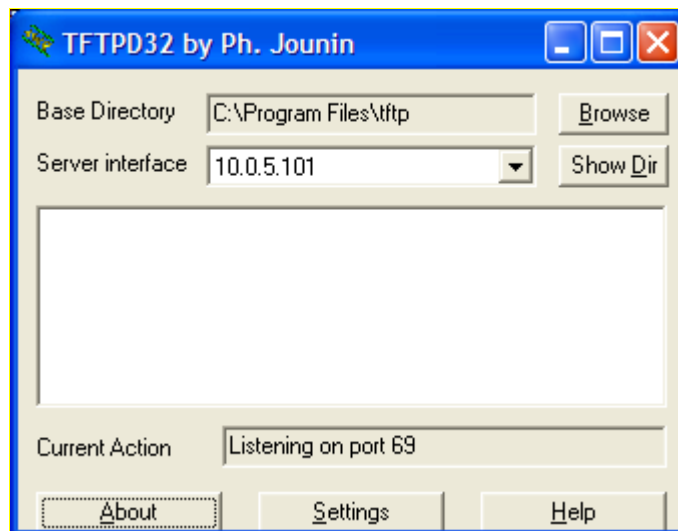 TFTPD32 by Ph. Jounin
Base Directory C:\Program Files\tftp Browse
Server interface 10.0.5.101 Show Dir
Current Action Listening on port 69
About Settings Help